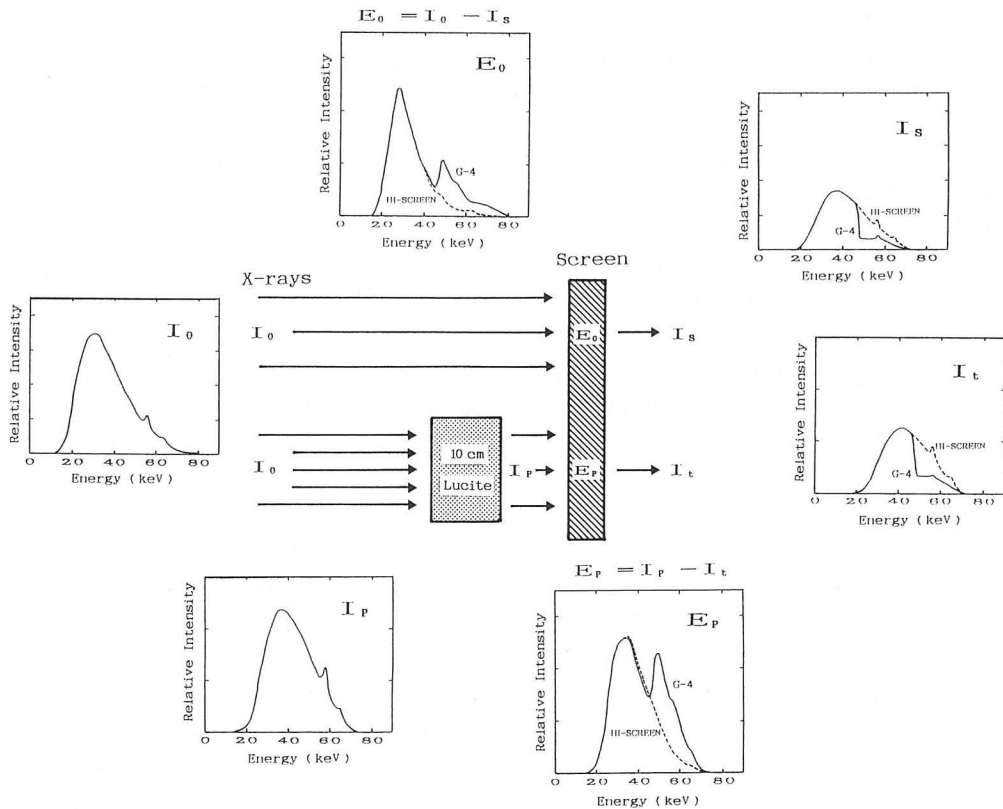 E₀ = I₀ − Iₛ
E₀
G-4
HI-SCREEN
Relative Intensity
0 20 40 60 80
Energy (keV)
Iₛ
HI-SCREEN
G-4
Relative Intensity
0 20 40 60 80
Energy (keV)
I₀
Relative Intensity
0 20 40 60 80
Energy (keV)
X-rays
Screen
I₀
E₀
Iₛ
I₀
10 cm
Lucite
Iₚ
Eₚ
Iₜ
Iₜ
HI-SCREEN
G-4
Relative Intensity
0 20 40 60 80
Energy (keV)
Iₚ
Relative Intensity
0 20 40 60 80
Energy (keV)
Eₚ = Iₚ − Iₜ
Eₚ
G-4
HI-SCREEN
Relative Intensity
0 20 40 60 80
Energy (keV)